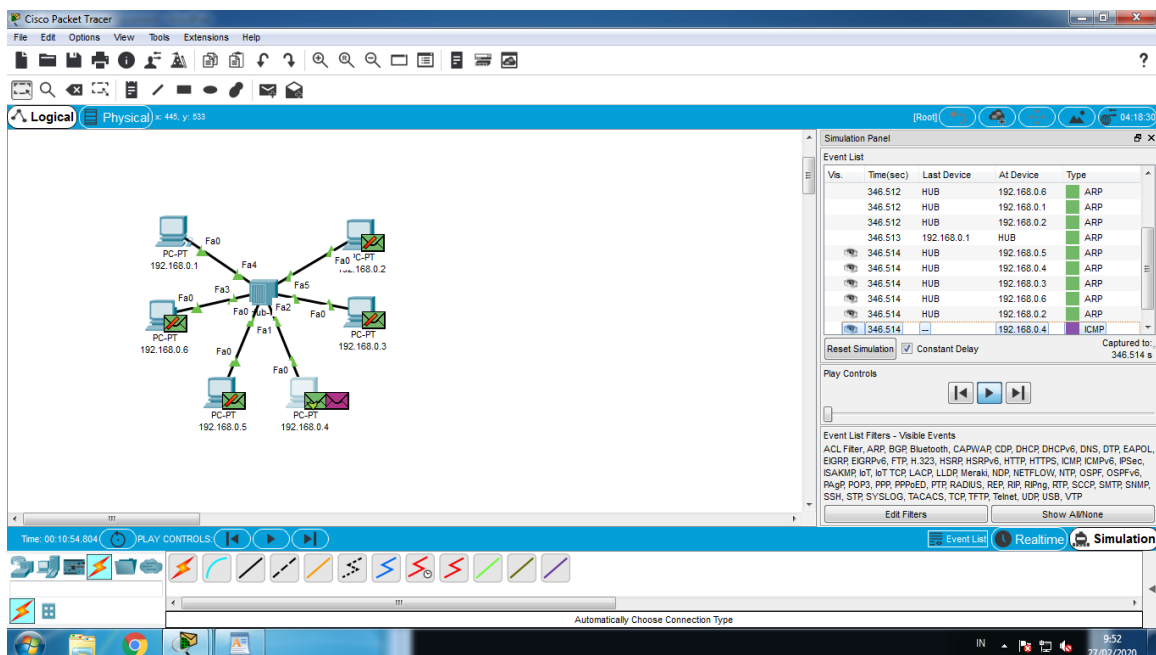 Cisco Packet Tracer
File Edit Options View Tools Extensions Help
?
Logical Physical x: 445, y: 533 [Root] 04:18:30
Simulation Panel
Event List
Vis. Time(sec) Last Device At Device Type
346.512 HUB 192.168.0.6 ARP
346.512 HUB 192.168.0.1 ARP
346.512 HUB 192.168.0.2 ARP
346.513 192.168.0.1 HUB ARP
346.514 HUB 192.168.0.5 ARP
346.514 HUB 192.168.0.4 ARP
346.514 HUB 192.168.0.3 ARP
346.514 HUB 192.168.0.6 ARP
346.514 HUB 192.168.0.2 ARP
346.514 -- 192.168.0.4 ICMP
Reset Simulation Constant Delay
Captured to:
346.514 s
Play Controls
Event List Filters - Visible Events
ACL Filter, ARP, BGP, Bluetooth, CAPWAP, CDP, DHCP, DHCPv6, DNS, DTP, EAPOL,
EIGRP, EIGRPv6, FTP, H.323, HSRP, HSRPv6, HTTP, HTTPS, ICMP, ICMPv6, IPSec,
ISAKMP, IoT, IoT TCP, LACP, LLDP, Meraki, NDP, NETFLOW, NTP, OSPF, OSPFv6,
PAgP, POP3, PPP, PPPoED, PTP, RADIUS, REP, RIP, RIPng, RTP, SCCP, SMTP, SNMP,
SSH, STP, SYSLOG, TACACS, TCP, TFTP, Telnet, UDP, USB, VTP
Edit Filters Show All/None
Fa0
PC-PT
192.168.0.1
Fa4
Fa0 PC-PT
192.168.0.2
Fa3
Fa5
Fa0
Fa0
Fa2
Fa0
Fa1
PC-PT
192.168.0.6
PC-PT
192.168.0.3
Fa0
Fa0
PC-PT
192.168.0.5
PC-PT
192.168.0.4
Time: 00:10:54.804 PLAY CONTROLS: Event List Realtime Simulation
Automatically Choose Connection Type
IN 9:52
27/02/2020